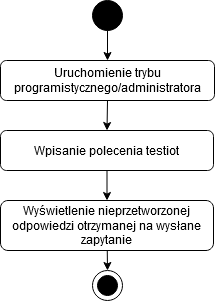 Uruchomienie trybu
programistycznego/administratora
Wpisanie polecenia testiot
Wyświetlenie nieprzetworzonej
odpowiedzi otrzymanej na wysłane
zapytanie